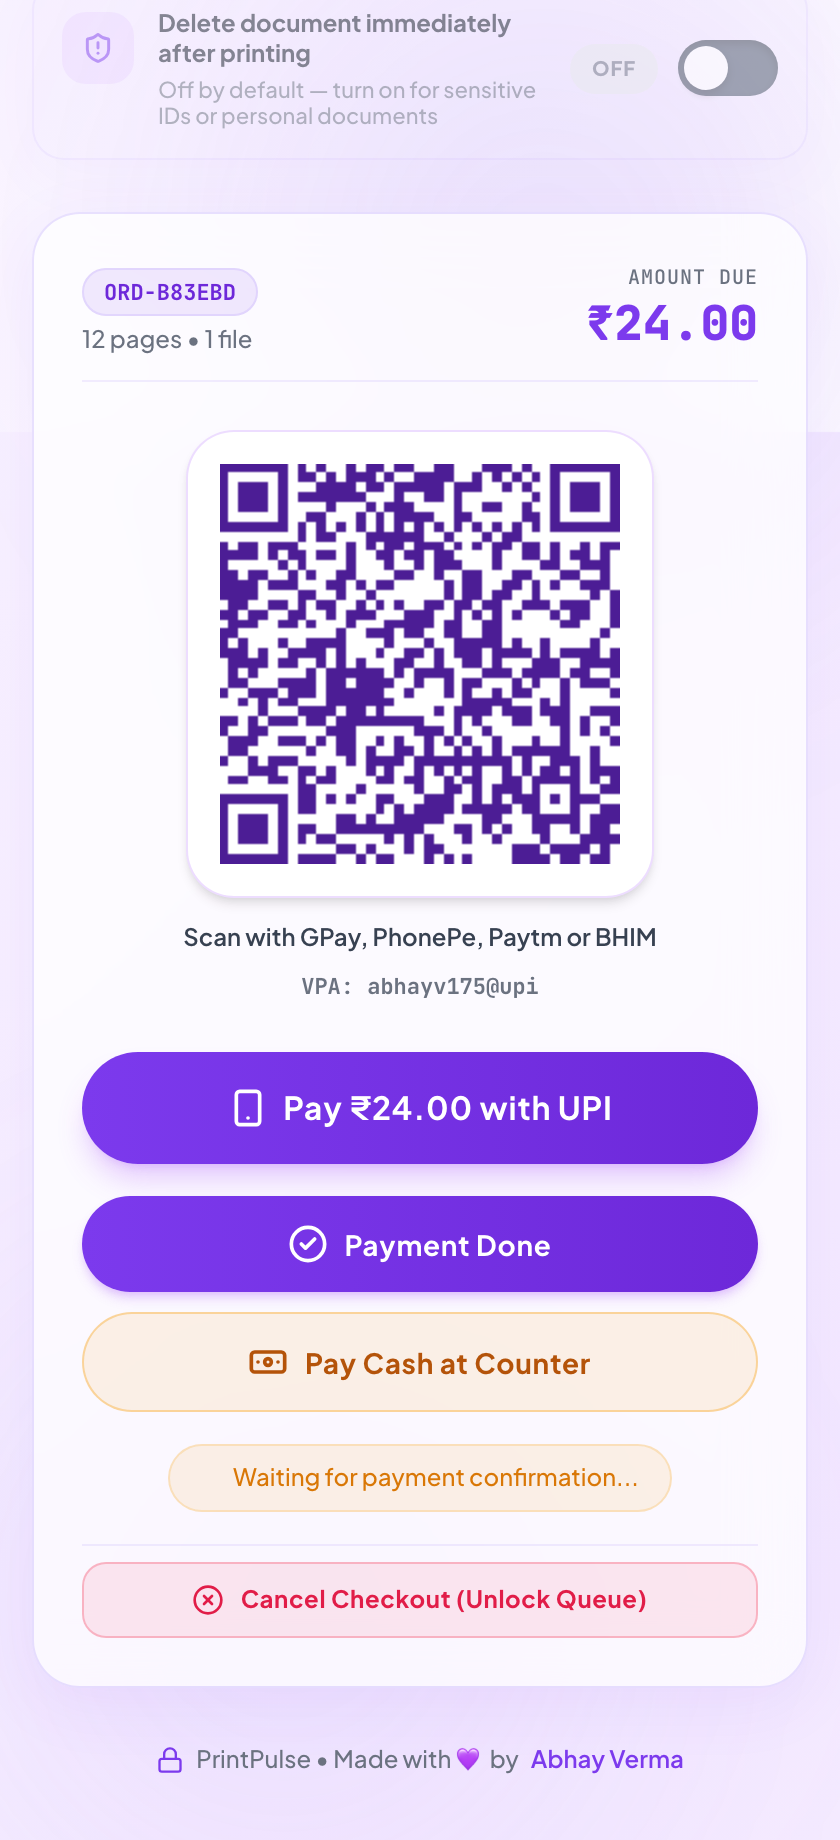 Delete document immediately
after printing
Off by default — turn on for sensitive
IDs or personal documents
OFF
ORD-B83EBD
12 pages • 1 file
AMOUNT DUE
₹24.00
Scan with GPay, PhonePe, Paytm or BHIM
VPA: abhayv175@upi
Pay ₹24.00 with UPI
Payment Done
Pay Cash at Counter
Waiting for payment confirmation...
Cancel Checkout (Unlock Queue)
PrintPulse • Made with 💜 by Abhay Verma